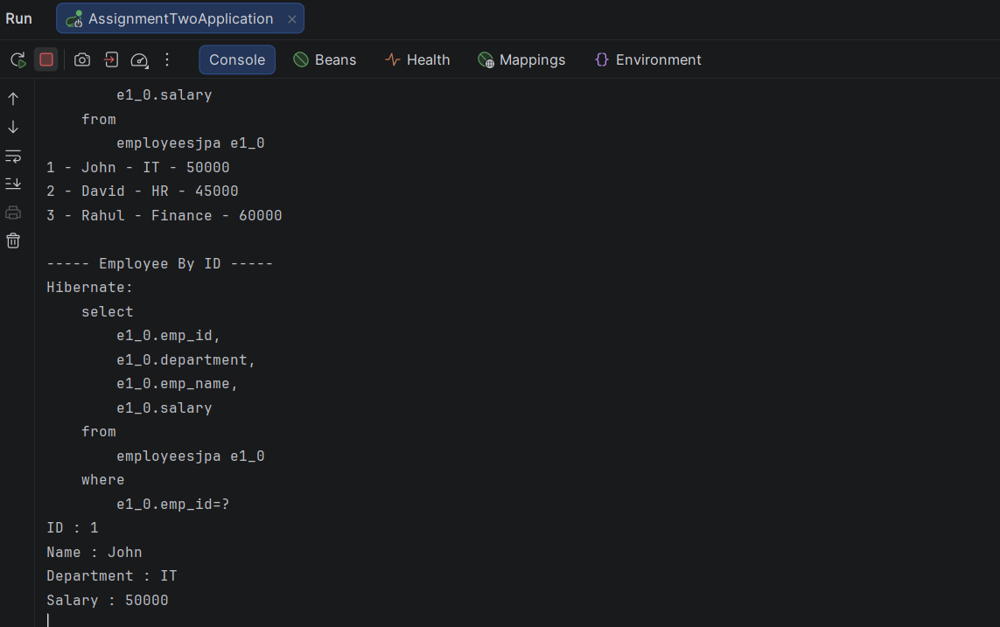 Run AssignmentTwoApplication
Console Beans Health Mappings Environment
e1_0.salary
from
employeesjpa e1_0
1 - John - IT - 50000
2 - David - HR - 45000
3 - Rahul - Finance - 60000
----- Employee By ID -----
Hibernate:
select
e1_0.emp_id,
e1_0.department,
e1_0.emp_name,
e1_0.salary
from
employeesjpa e1_0
where
e1_0.emp_id=?
ID : 1
Name : John
Department : IT
Salary : 50000